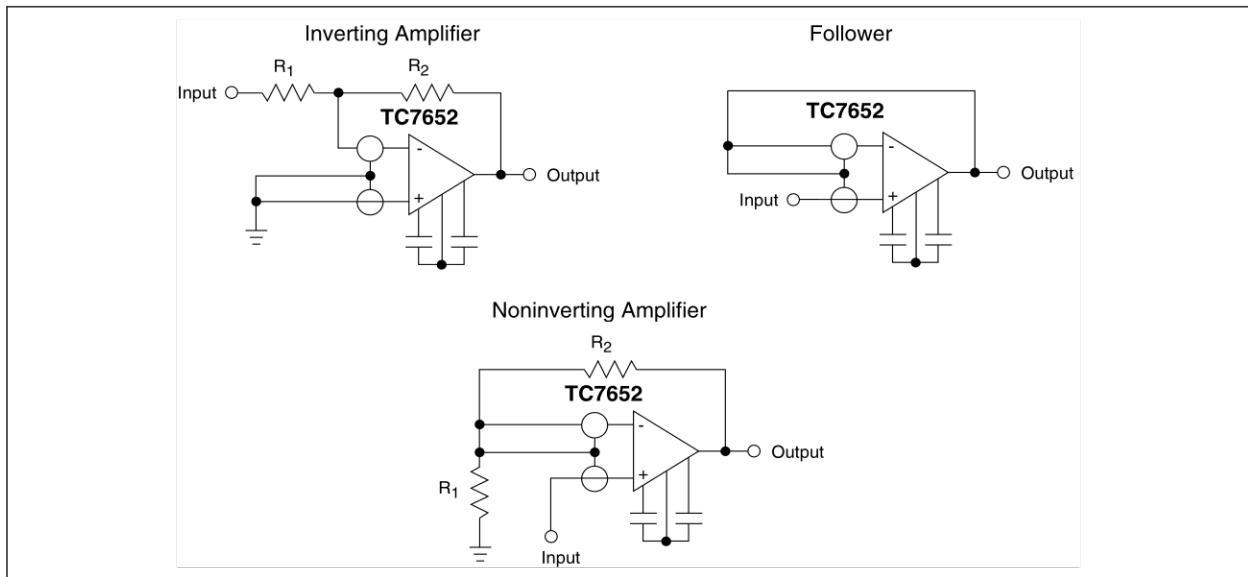 Inverting Amplifier
R1
R2
Input
TC7652
-
+
Output
Follower
TC7652
-
Input
+
Output
Noninverting Amplifier
R2
TC7652
-
+
Output
R1
Input